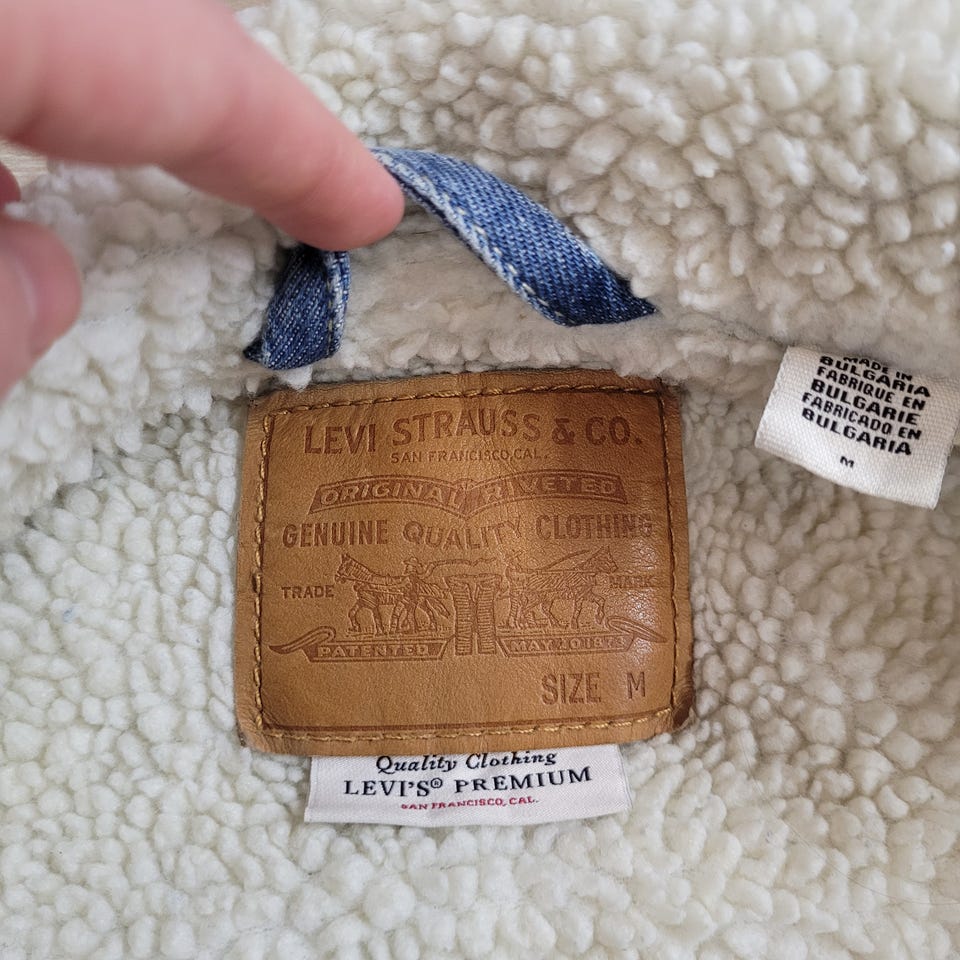 LEVI STRAUSS & CO.
SAN FRANCISCO, CAL.
ORIGINAL RIVETED
GENUINE QUALITY CLOTHING
TRADE MARK
PATENTED MAY 20 1873
SIZE M
Quality Clothing
LEVI'S® PREMIUM
SAN FRANCISCO, CAL.
MADE IN
BULGARIA
FABRIQUE EN
BULGARIE
FABRICADO EN
BULGARIA
M